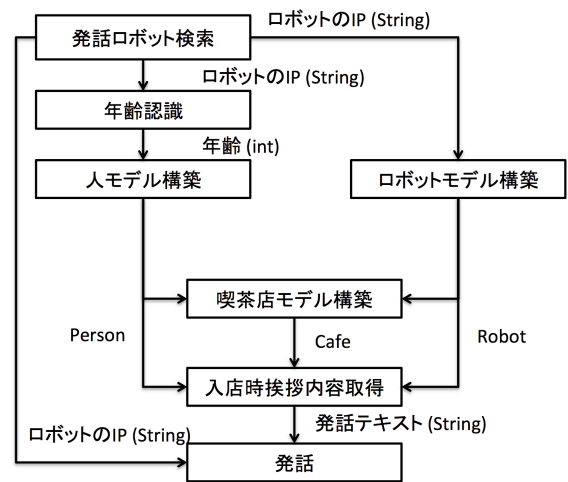 ロボットのIP (String)
発話ロボット検索
ロボットのIP (String)
年齢認識
年齢 (int)
人モデル構築
ロボットモデル構築
喫茶店モデル構築
Person
Cafe
Robot
入店時挨拶内容取得
発話テキスト (String)
ロボットのIP (String)
発話